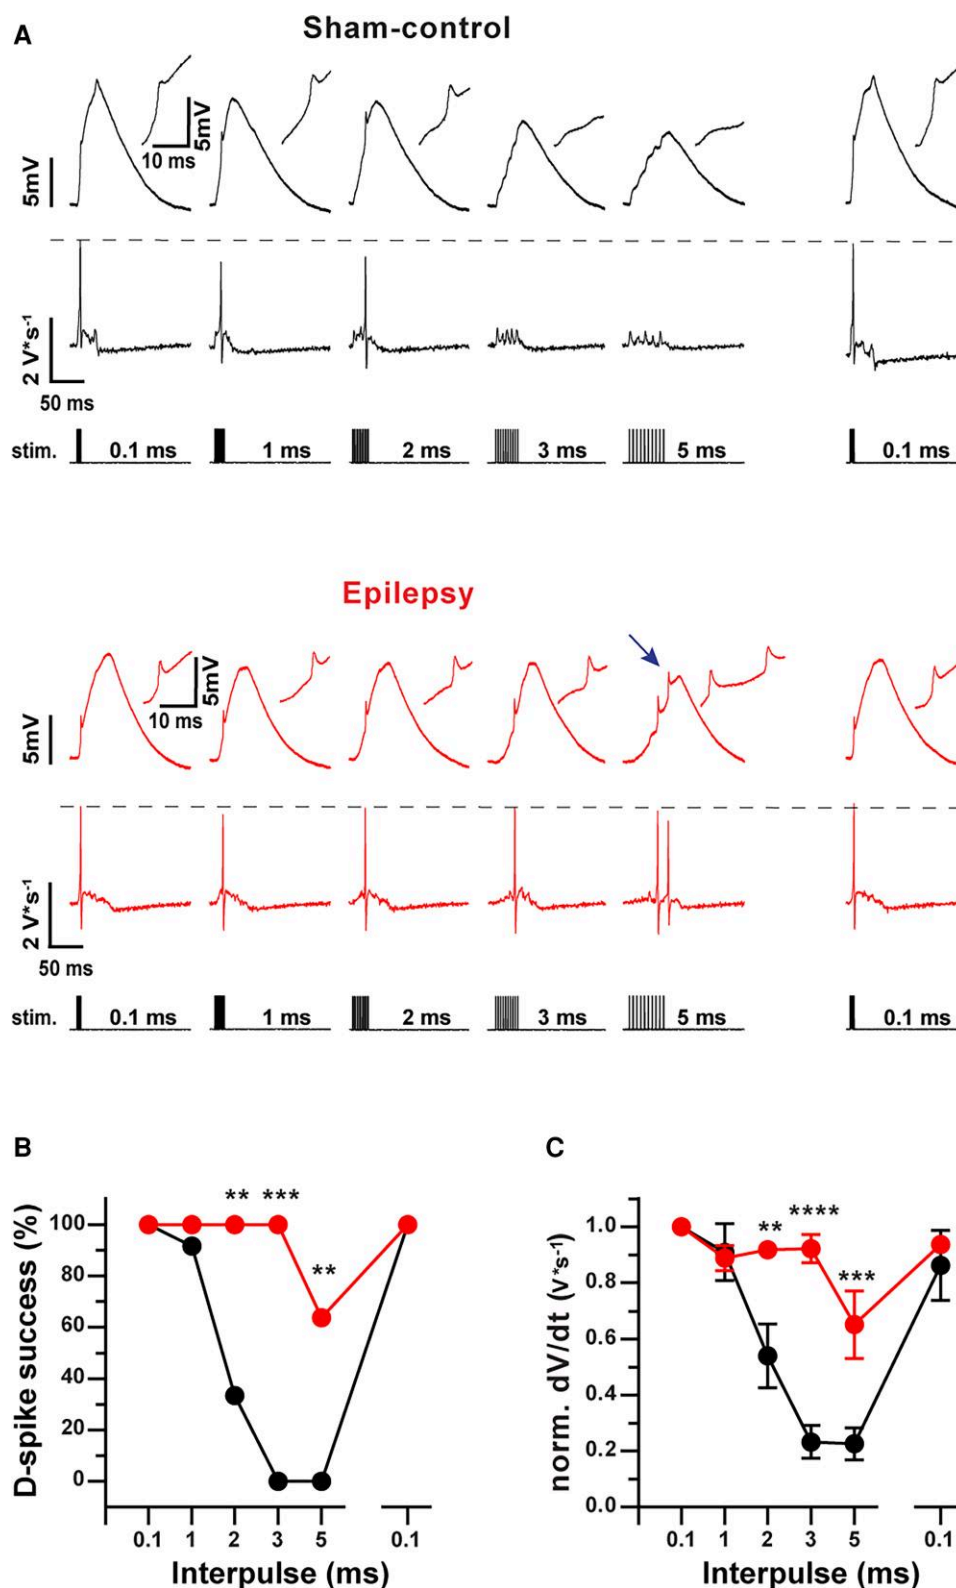 A
Sham-control
5mV
10 ms
5mV
2 V*s-1
50 ms
stim.
0.1 ms
1 ms
2 ms
3 ms
5 ms
0.1 ms
Epilepsy
5mV
10 ms
5mV
2 V*s-1
50 ms
stim.
0.1 ms
1 ms
2 ms
3 ms
5 ms
0.1 ms
B
D-spike success (%)
100
80
60
40
20
0
** ***
**
0.1 1 2 3 5 0.1
Interpulse (ms)
C
norm. dV/dt (v*s-1)
1.0
0.8
0.6
0.4
0.2
0.0
****
**
***
0.1 1 2 3 5 0.1
Interpulse (ms)